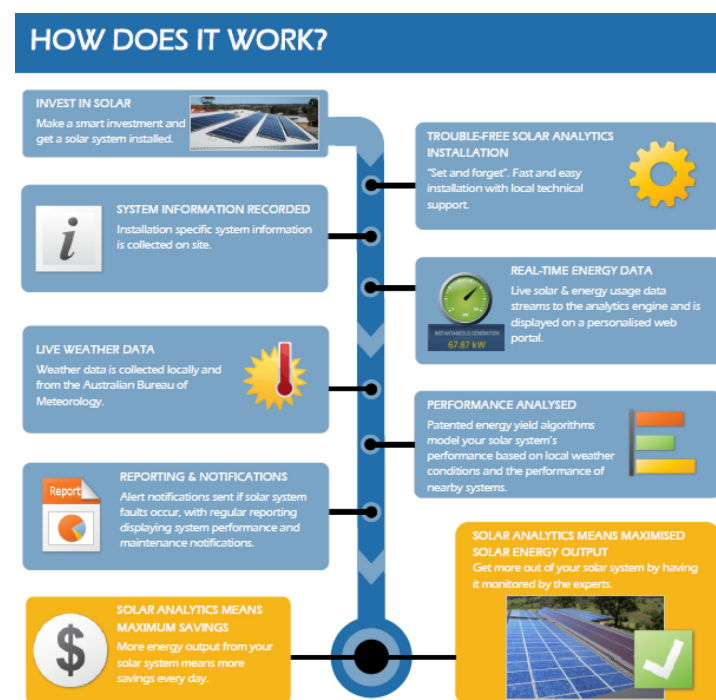 HOW DOES IT WORK?
INVEST IN SOLAR
Make a smart investment and
get a solar system installed.
TROUBLE-FREE SOLAR ANALYTICS
INSTALLATION
"Set and forget". Fast and easy
installation with local technical
support.
SYSTEM INFORMATION RECORDED
Installation specific system information
is collected on site.
i
REAL-TIME ENERGY DATA
Live solar & energy usage data
streams to the analytics engine and is
displayed on a personalised web
portal.
INSTANTANEOUS GENERATION
67.87 kW
LIVE WEATHER DATA
Weather data is collected locally and
from the Australian Bureau of
Meteorology.
PERFORMANCE ANALYSED
Patented energy yield algorithms
model your solar system's
performance based on local weather
conditions and the performance of
nearby systems.
REPORTING & NOTIFICATIONS
Alert notifications sent if solar system
faults occur, with regular reporting
displaying system performance and
maintenance notifications.
Report
SOLAR ANALYTICS MEANS MAXIMISED
SOLAR ENERGY OUTPUT
Get more out of your solar system by having
it monitored by the experts.
SOLAR ANALYTICS MEANS
MAXIMUM SAVINGS
More energy output from your
solar system means more
savings every day.
$